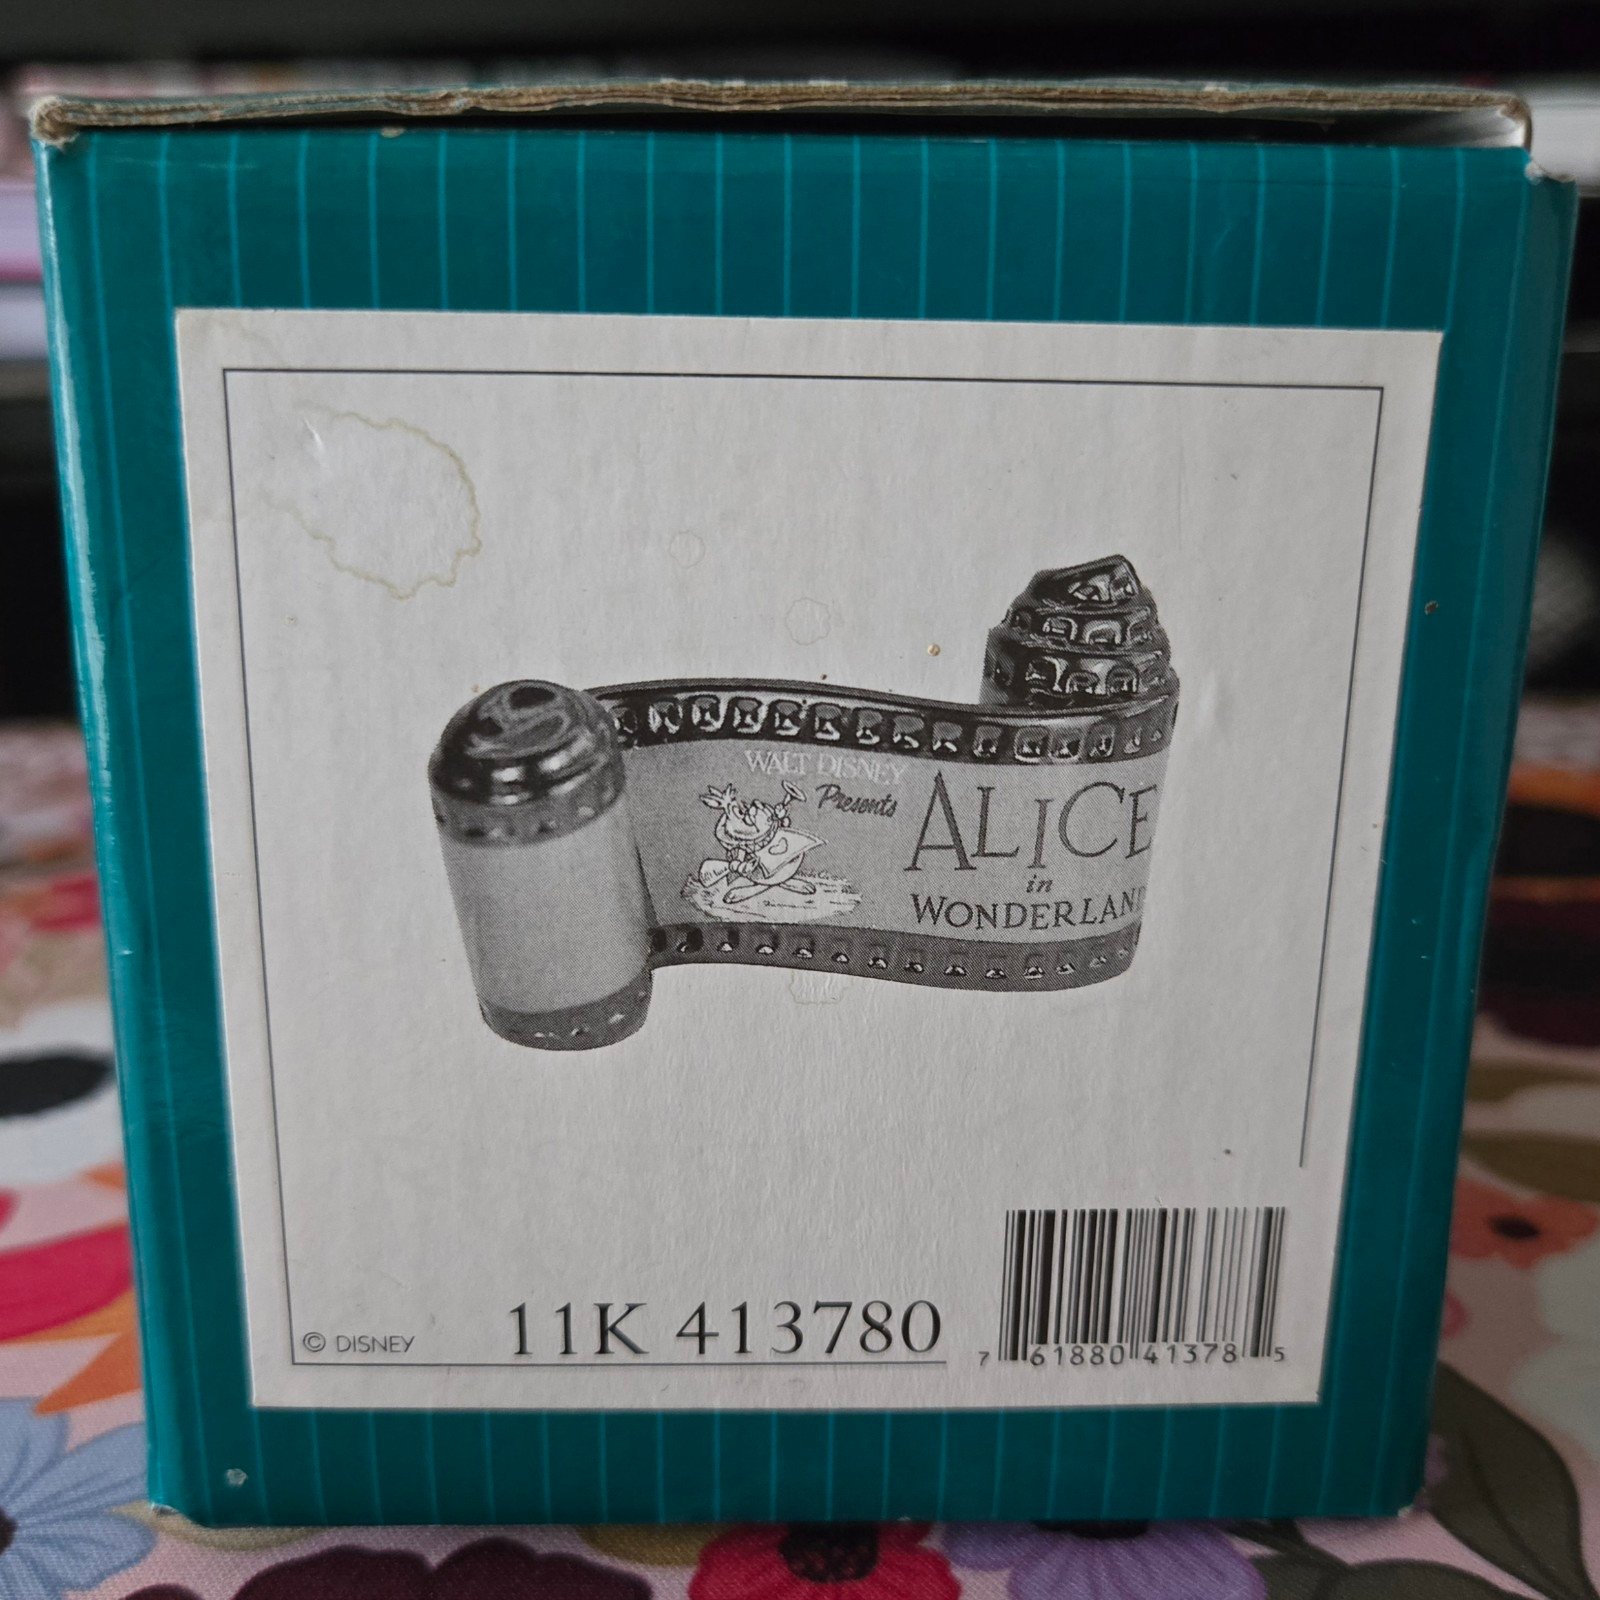 WALT DISNEY
Presents
ALiCE
in
WONDERLAND
© DISNEY
11K 413780
7 61880 41378 5